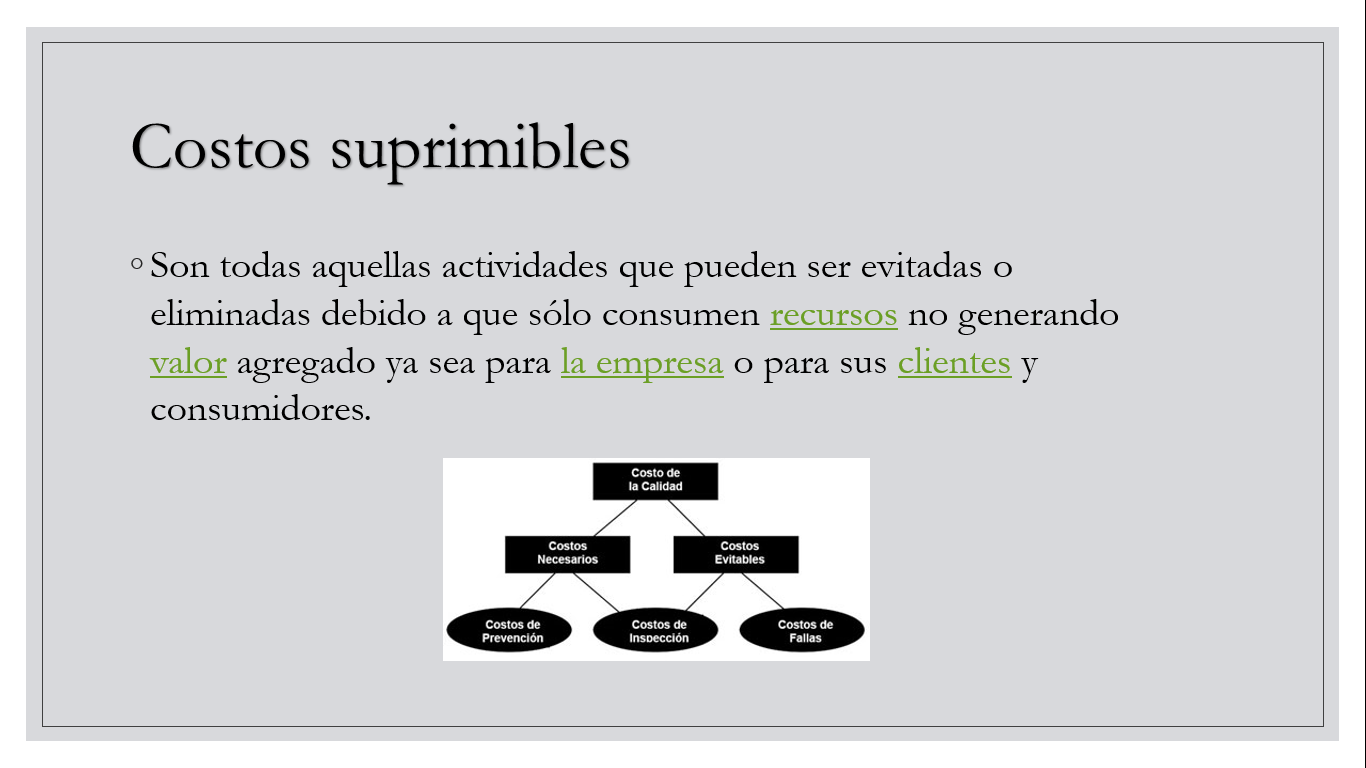 Costos suprimibles
Son todas aquellas actividades que pueden ser evitadas o
eliminadas debido a que sólo consumen recursos no generando
valor agregado ya sea para la empresa o para sus clientes y
consumidores.
Costo de
la Calidad
Costos
Necesarios
Costos
Evitables
Costos de
Prevención
Costos de
Inspección
Costos de
Fallas